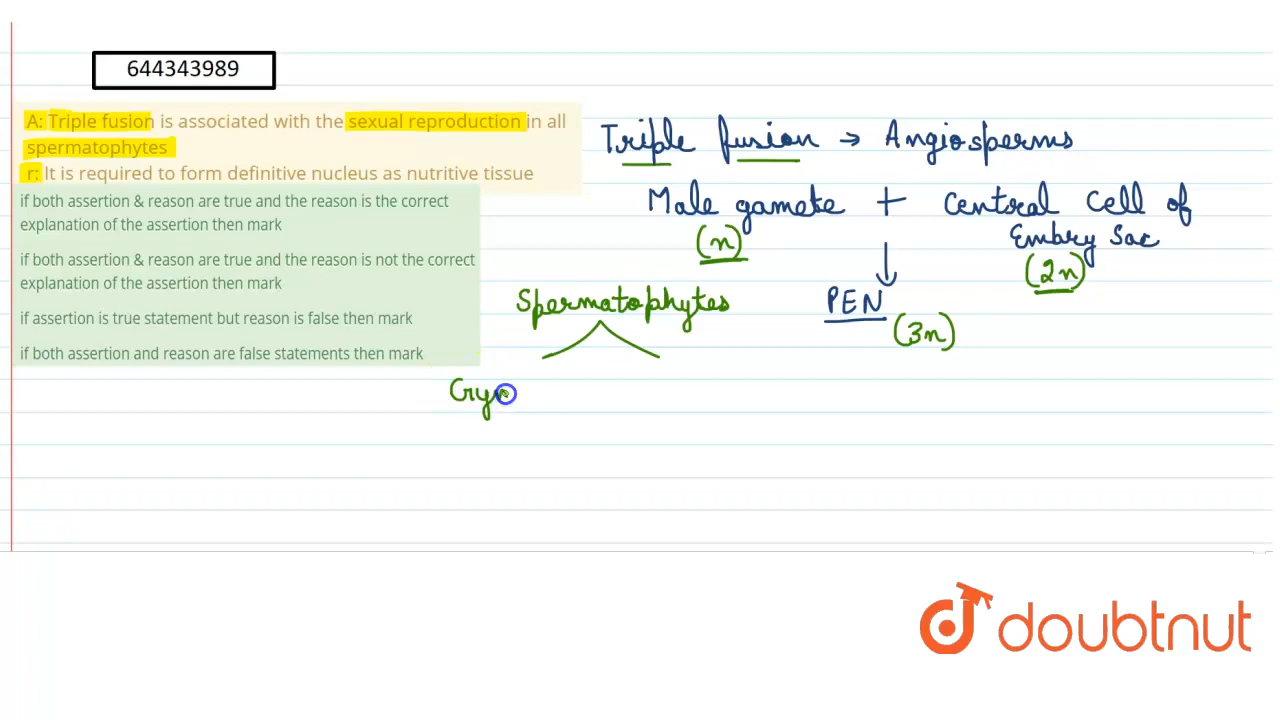 644343989
A: Triple fusion is associated with the sexual reproduction in all
spermatophytes
r: It is required to form definitive nucleus as nutritive tissue
if both assertion & reason are true and the reason is the correct
explanation of the assertion then mark
if both assertion & reason are true and the reason is not the correct
explanation of the assertion then mark
if assertion is true statement but reason is false then mark
if both assertion and reason are false statements then mark
Triple fusion → Angiosperms
Male gamete + Central Cell of
Embry Sac
(n)
(2n)
PEN
(3n)
Spermatophytes
Gym
doubtnut